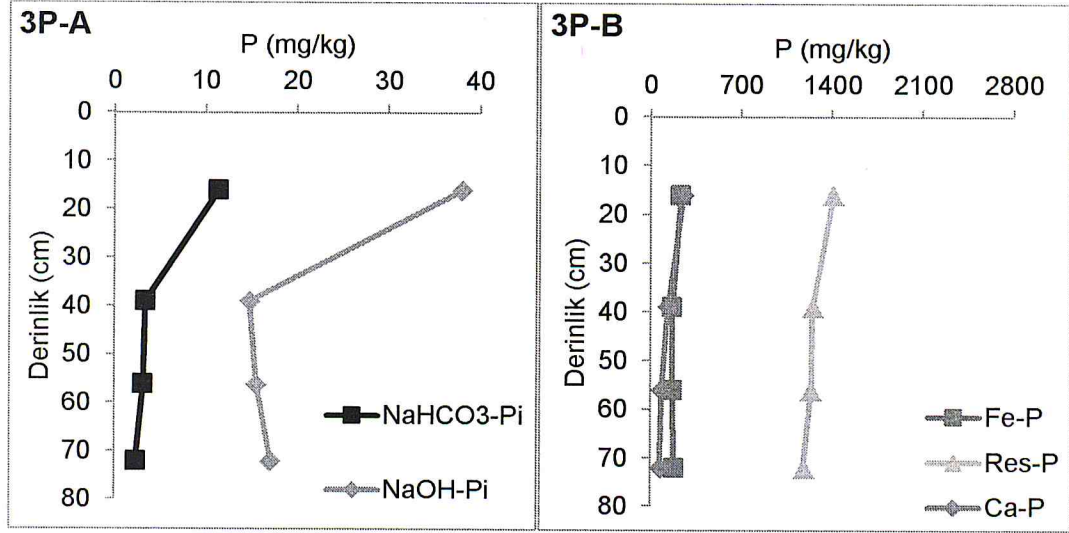 3P-A
P (mg/kg)
0 10 20 30 40
Derinlik (cm)
0
10
20
30
40
50
60
70
80
NaHCO3-Pi
NaOH-Pi
3P-B
P (mg/kg)
0 700 1400 2100 2800
Derinlik (cm)
0
10
20
30
40
50
60
70
80
Fe-P
Res-P
Ca-P